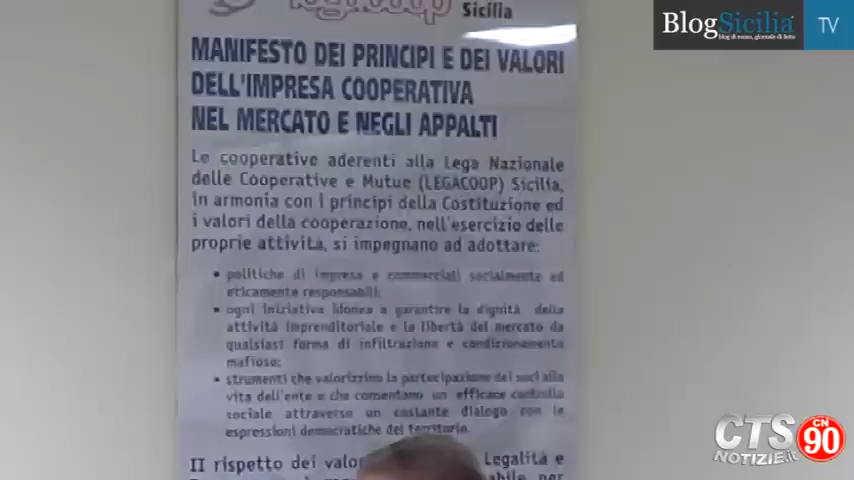 legacoop
Sicilia
BlogSicilia
TV
MANIFESTO DEI PRINCIPI E DEI VALORI
DELL'IMPRESA COOPERATIVA
NEL MERCATO E NEGLI APPALTI
Le cooperative aderenti alla Lega Nazionale
delle Cooperative e Mutue (LEGACOOP) Sicilia,
in armonia con i principi della Costituzione ed
i valori della cooperazione, nell'esercizio delle
proprie attività, si impegnano ad adottare:
• politiche di impresa e commerciali socialmente ed
eticamente responsabili;
• ogni iniziativa idonea a garantire la dignità della
attività imprenditoriale e la libertà del mercato da
qualsiasi forma di infiltrazione e condizionamento
mafioso;
• strumenti che valorizzino la partecipazione dei soci alla
vita dell'ente e che comentano un efficace controllo
sociale attraverso un costante dialogo con le
espressioni democratiche del territorio.
Il rispetto dei valo Legalità e
per
CTS
NOTIZIE.it
CN
90